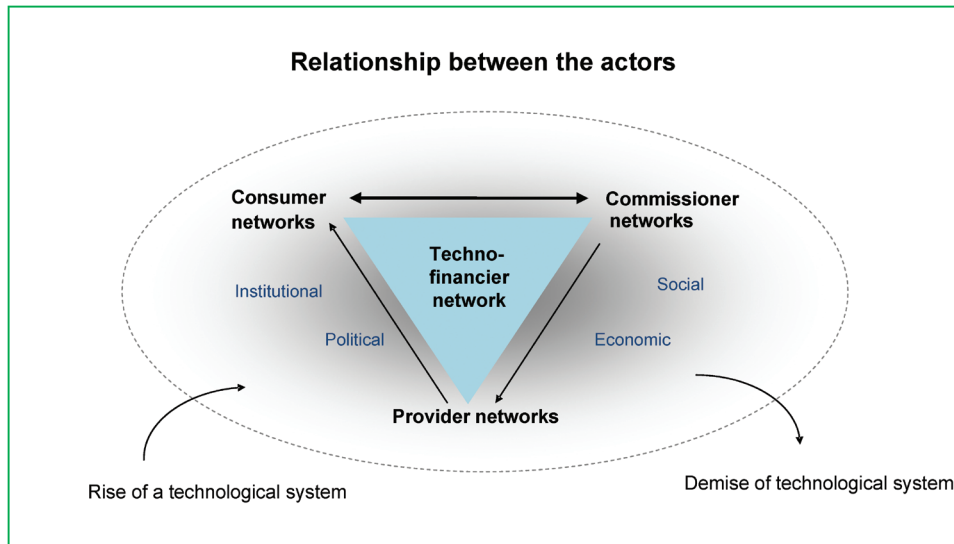 Relationship between the actors
Consumer
networks
Commissioner
networks
Techno-
financier
network
Institutional
Social
Political
Economic
Provider networks
Rise of a technological system
Demise of technological system